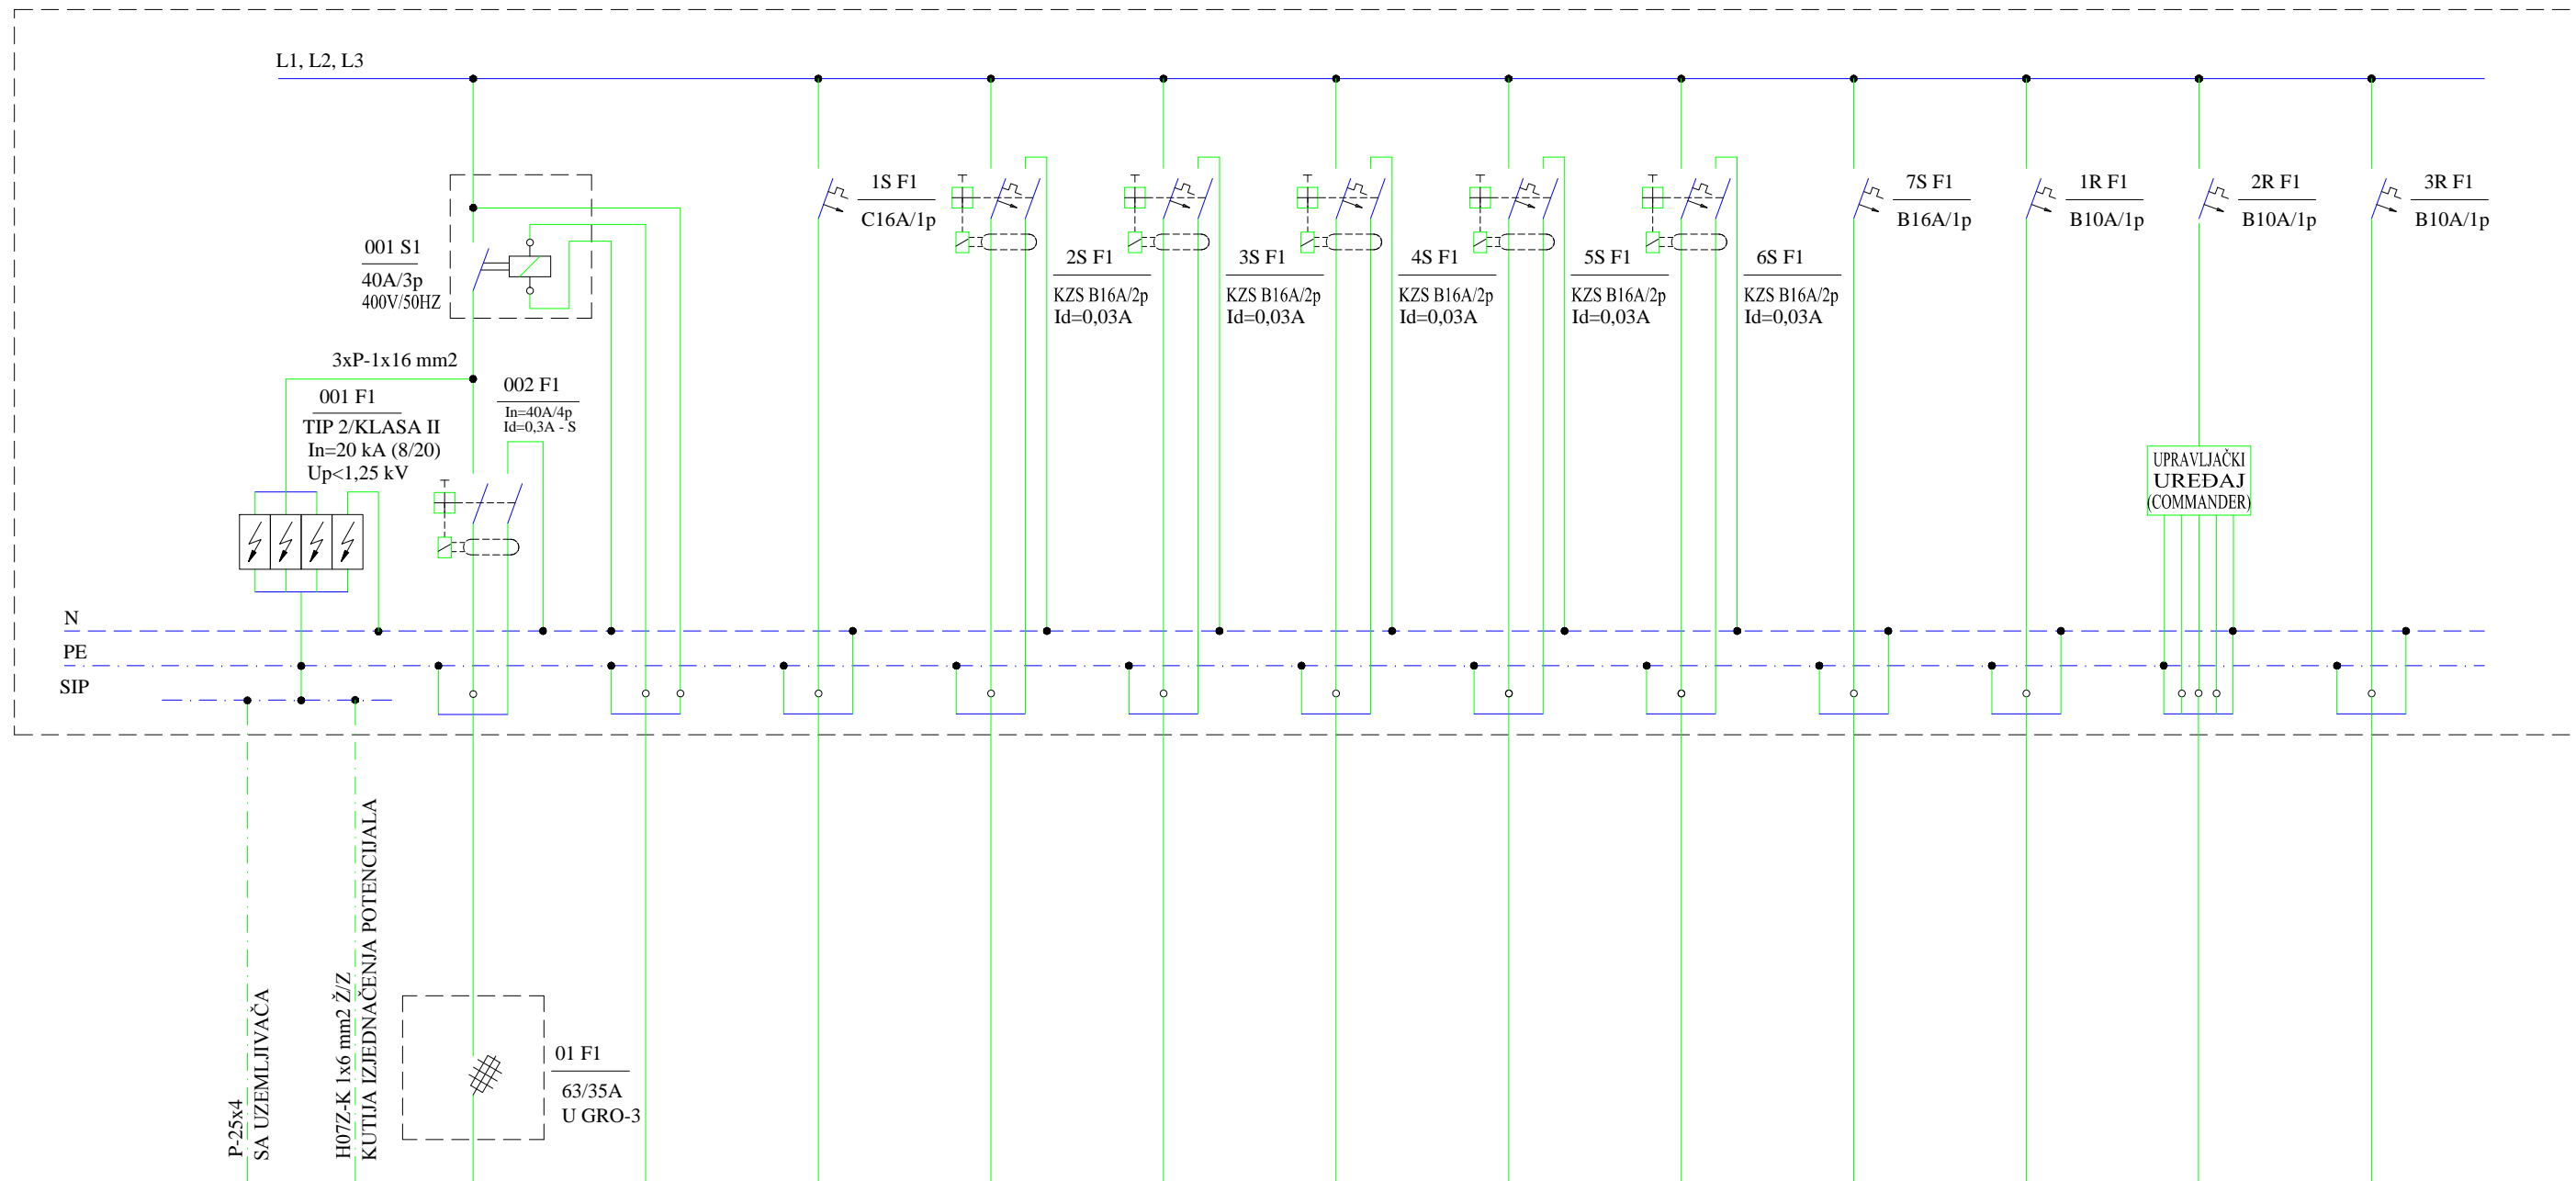 L1, L2, L3
001 S1
40A/3p
400V/50HZ
3xP-1x16 mm2
001 F1
TIP 2/KLASA II
In=20 kA (8/20)
Up<1,25 kV
002 F1
In=40A/4p
Id=0,3A - S
1S F1
C16A/1p
2S F1
KZS B16A/2p
Id=0,03A
3S F1
KZS B16A/2p
Id=0,03A
4S F1
KZS B16A/2p
Id=0,03A
5S F1
KZS B16A/2p
Id=0,03A
6S F1
KZS B16A/2p
Id=0,03A
7S F1
B16A/1p
1R F1
B10A/1p
2R F1
B10A/1p
3R F1
B10A/1p
UPRAVLJAČKI
UREĐAJ
(COMMANDER)
N
PE
SIP
P-25x4
SA UZEMLJIVAČA
H07Z-K 1x6 mm2 Ž/Z
KUTIJA IZJEDNAČENJA POTENCIJALA
01 F1
63/35A
U GRO-3